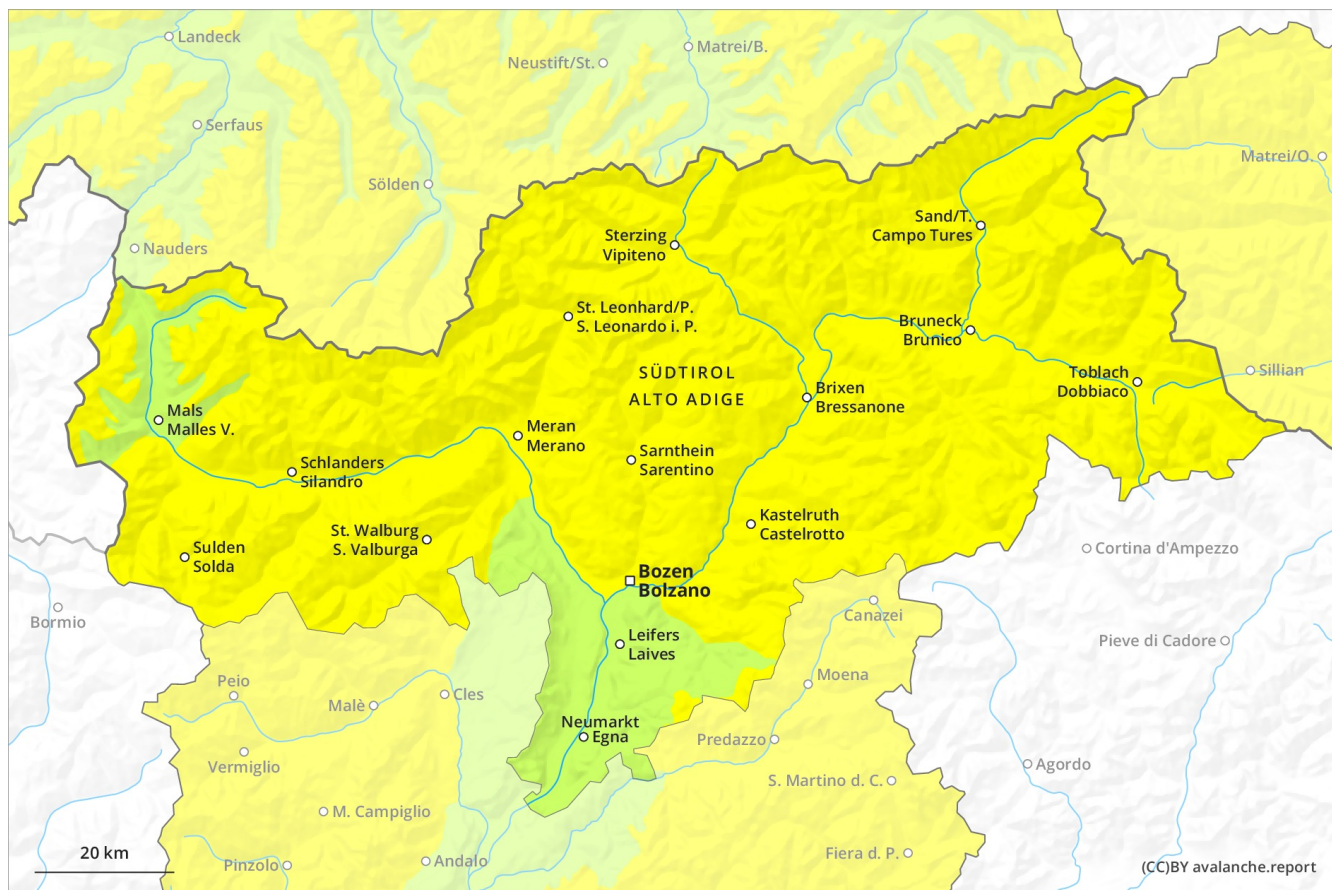 Landeck
Matrei/B.
Neustift/St.
Serfaus
Matrei/O.
Sölden
Sand/T.
Campo Tures
Sterzing
Vipiteno
Nauders
St. Leonhard/P.
S. Leonardo i. P.
Bruneck
Brunico
SÜDTIROL
ALTO ADIGE
Toblach
Dobbiaco
Sillian
Brixen
Bressanone
Mals
Malles V.
Meran
Merano
Sarnthein
Sarentino
Schlanders
Silandro
Kastelruth
Castelrotto
St. Walburg
S. Valburga
Sulden
Solda
Cortina d'Ampezzo
Bozen
Bolzano
Bormio
Canazei
Leifers
Laives
Pieve di Cadore
Peio
Moena
Cles
Malè
Neumarkt
Egna
Predazzo
Vermiglio
Agordo
S. Martino d. C.
M. Campiglio
20 km
Andalo
Fiera d. P.
Pinzolo
(CC)BY avalanche.report